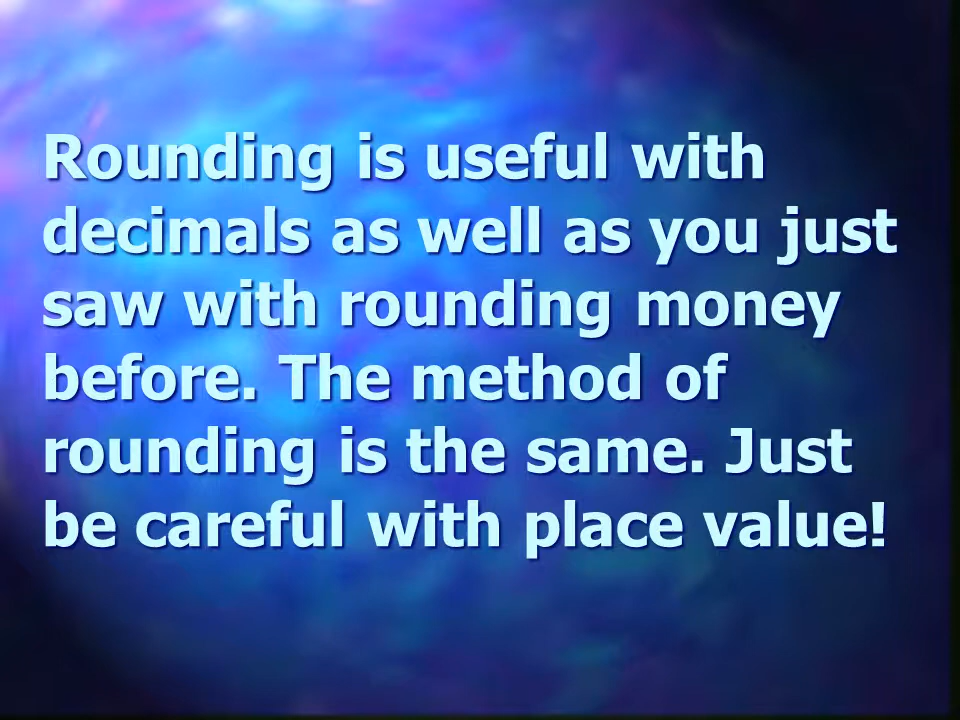 Rounding is useful with
decimals as well as you just
saw with rounding money
before. The method of
rounding is the same. Just
be careful with place value!